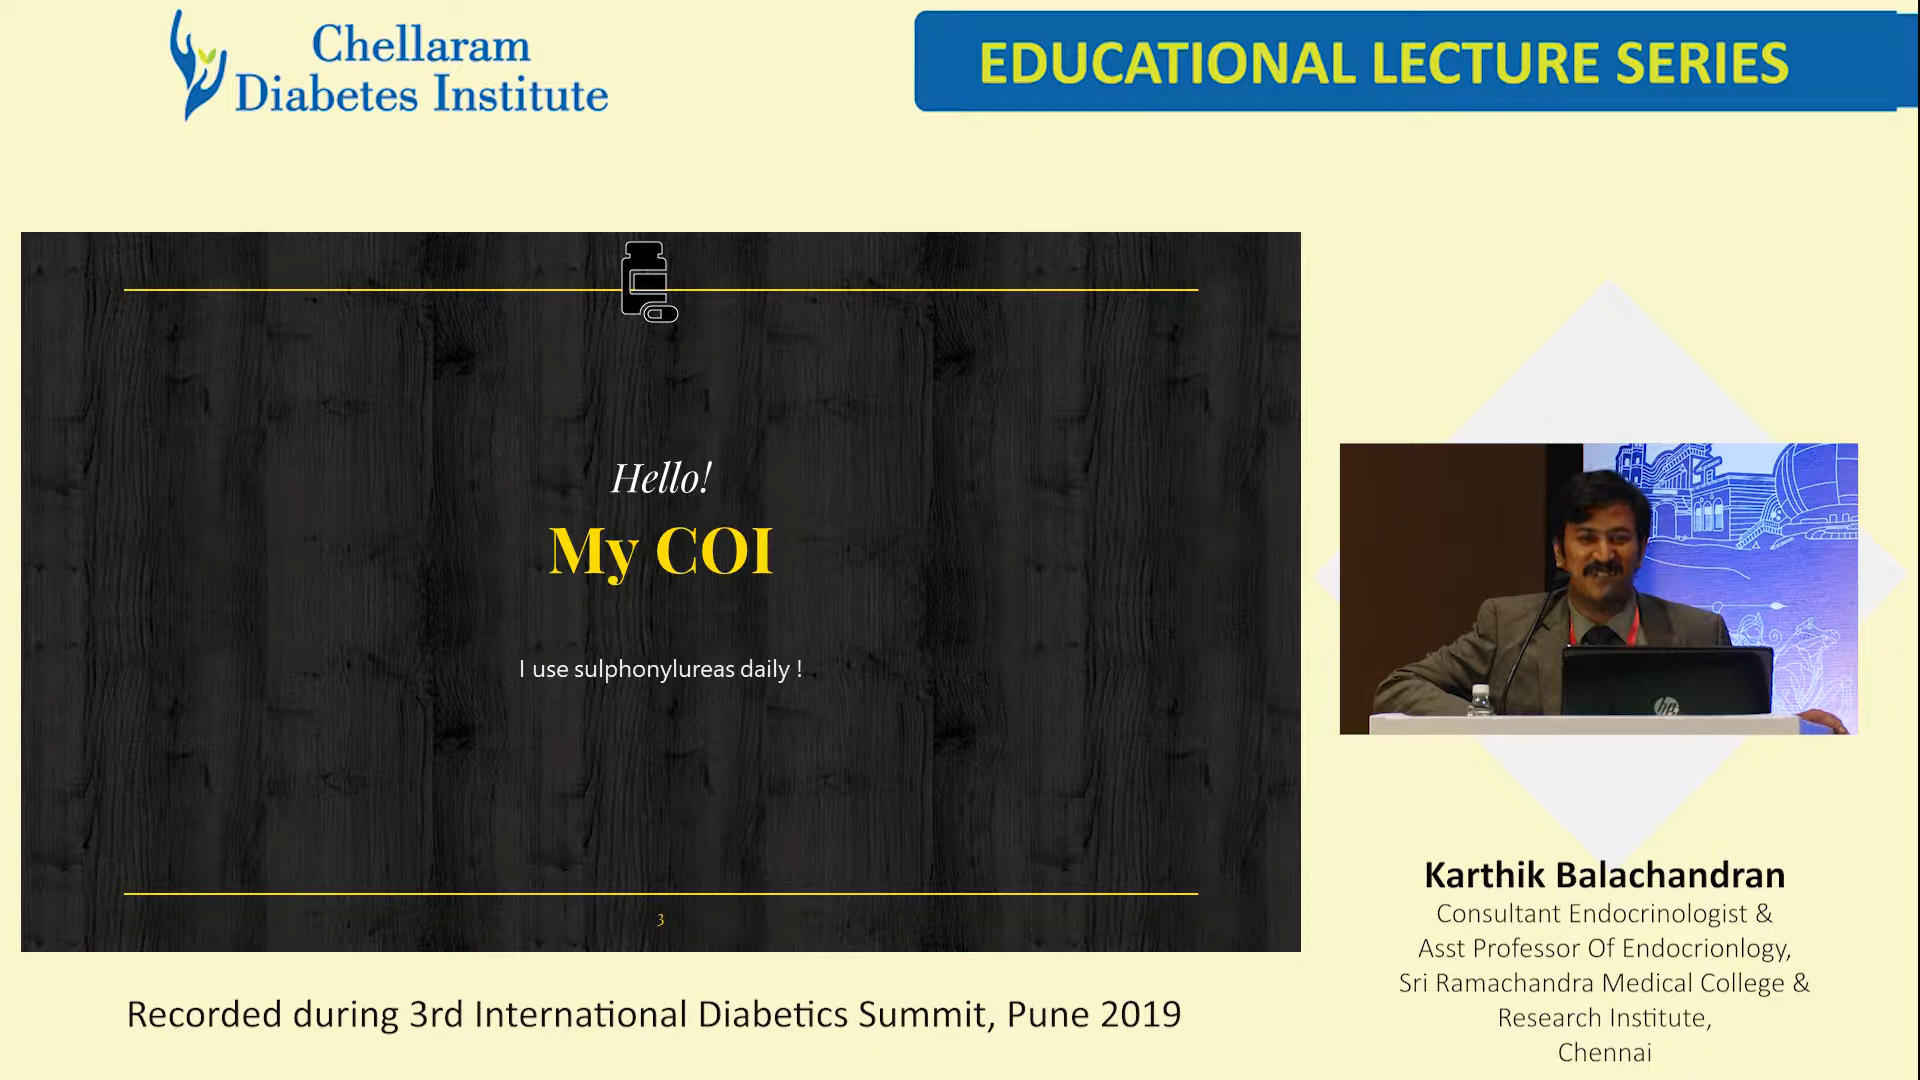 Chellaram
Diabetes Institute
EDUCATIONAL LECTURE SERIES
Hello!
My COI
I use sulphonylureas daily !
3
hp
Recorded during 3rd International Diabetics Summit, Pune 2019
Karthik Balachandran
Consultant Endocrinologist &
Asst Professor Of Endocrionlogy,
Sri Ramachandra Medical College &
Research Institute,
Chennai